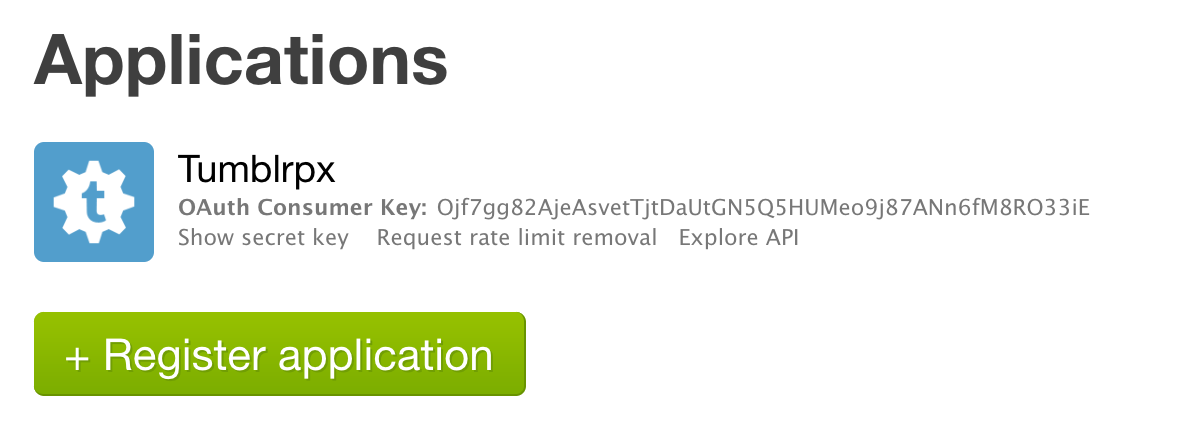 Applications
t
Tumblrpx
OAuth Consumer Key: Ojf7gg82AjeAsvetTjtDaUtGN5Q5HUMeo9j87ANn6fM8RO33iE
Show secret key Request rate limit removal Explore API
+ Register application